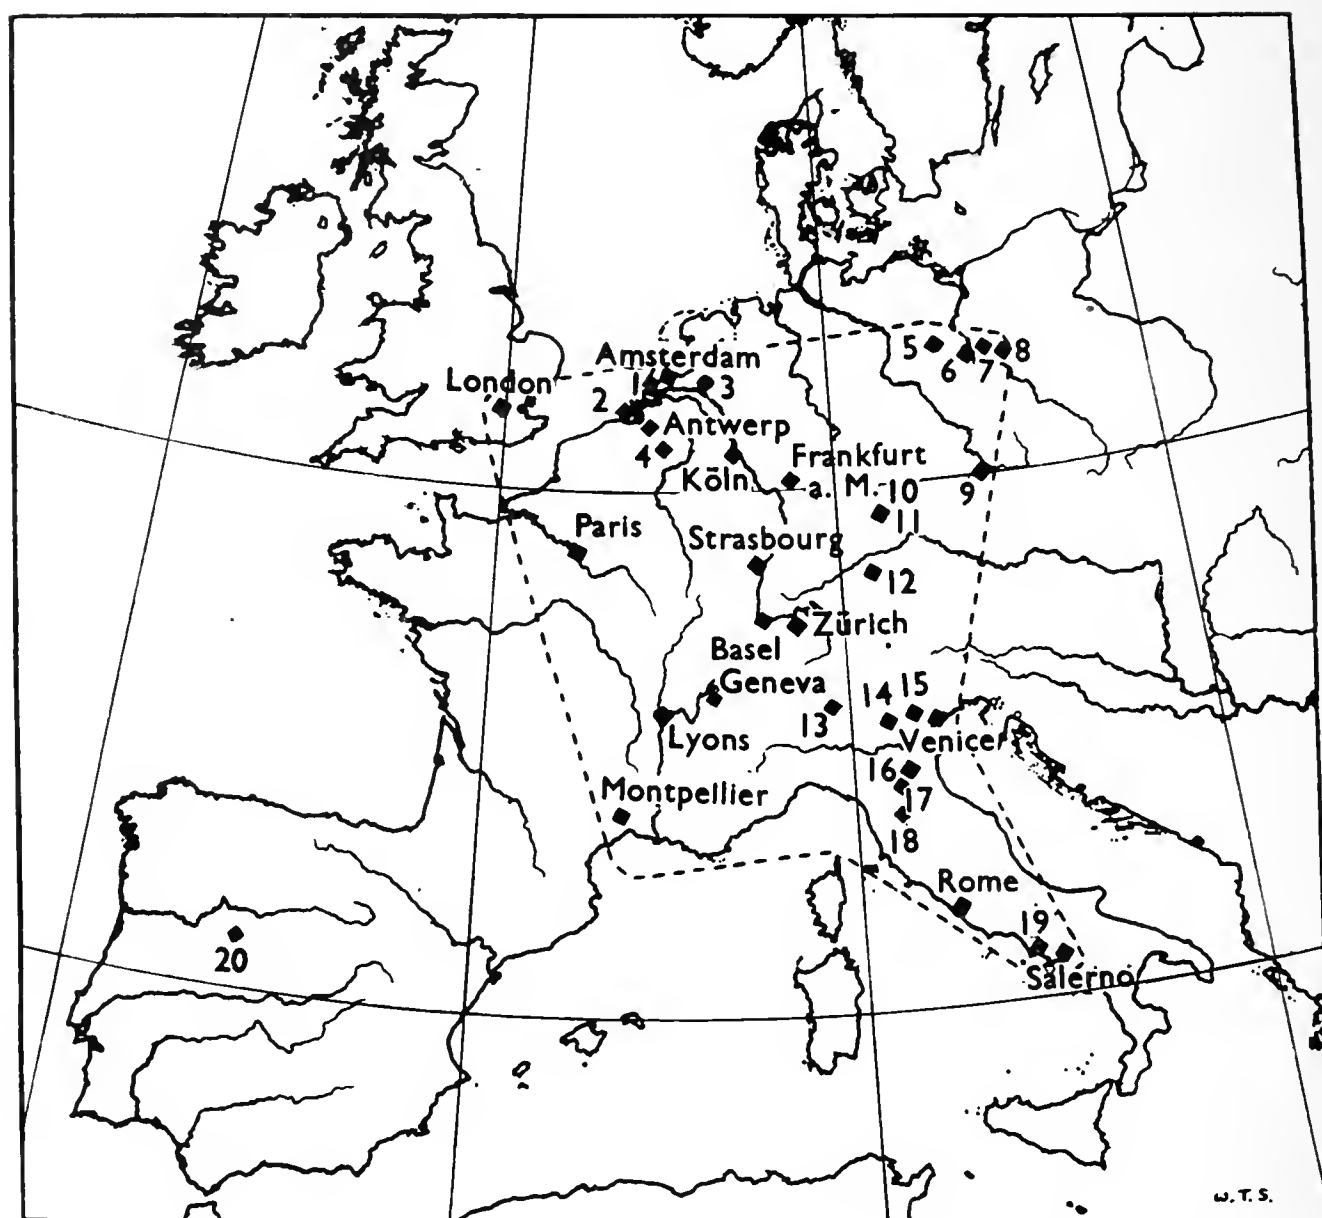 5
8
6
7
Amsterdam
London
1
3
2
Antwerp
4
Köln
Frankfurt
a. M.
10
9
11
Paris
Strasbourg
12
Zürich
Basel
Geneva
14
15
13
Lyons
Venice
16
Montpellier
17
18
Rome
19
20
Salerno
W.T.S.